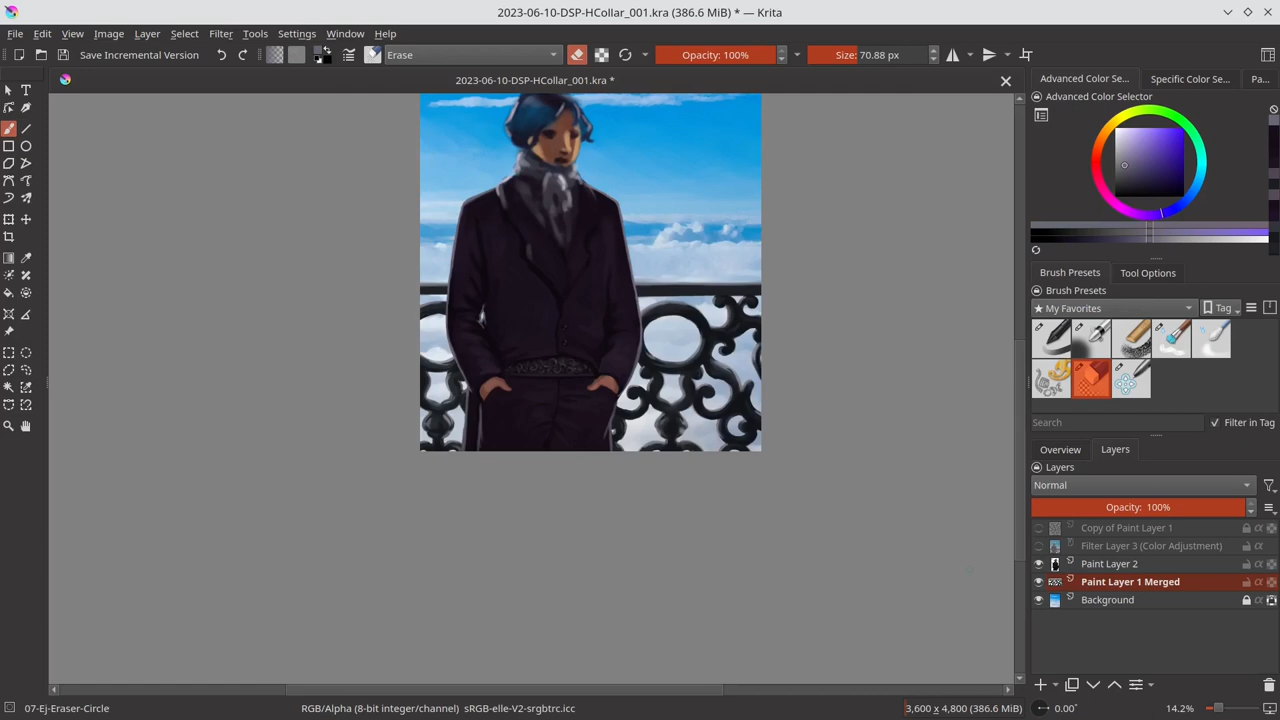 2023-06-10-DSP-HCollar_001.kra (386.6 MiB) * — Krita
File Edit View Image Layer Select Filter Tools Settings Window Help
Save Incremental Version Erase Opacity: 100% Size: 70.88 px
2023-06-10-DSP-HCollar_001.kra *
Advanced Color Se... Specific Color Se... Pa...
Advanced Color Selector
Brush Presets Tool Options
Brush Presets
★ My Favorites Tag
Search Filter in Tag
Overview Layers
Layers
Normal
Opacity: 100%
Copy of Paint Layer 1
Filter Layer 3 (Color Adjustment)
Paint Layer 2
Paint Layer 1 Merged
Background
07-Ej-Eraser-Circle RGB/Alpha (8-bit integer/channel) sRGB-elle-V2-srgbtrc.icc 3,600 x 4,800 (386.6 MiB) 0.00° 14.2%